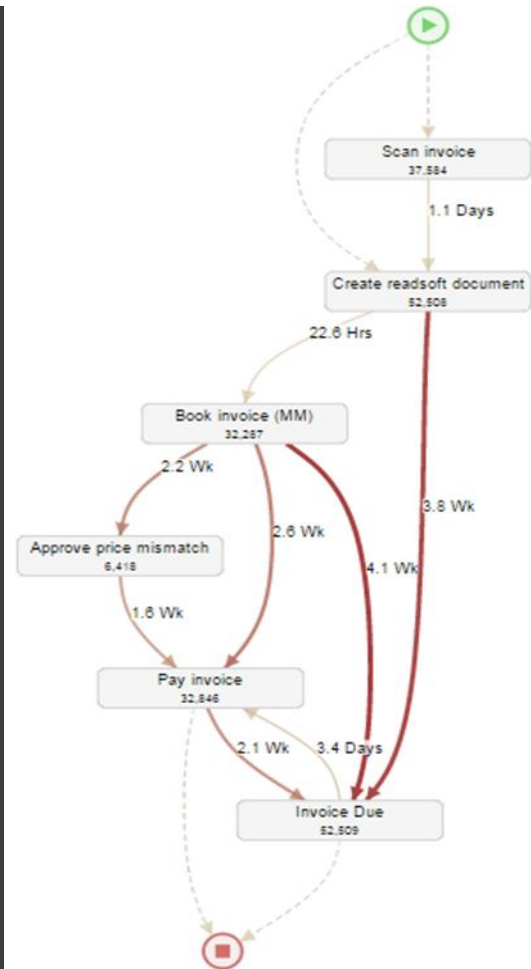 Scan invoice
37,584
1.1 Days
Create readsoft document
52,508
22.6 Hrs
Book invoice (MM)
32,287
2.2 Wk
2.6 Wk
3.8 Wk
Approve price mismatch
6,418
4.1 Wk
1.6 Wk
Pay invoice
32,846
2.1 Wk
3.4 Days
Invoice Due
52,509